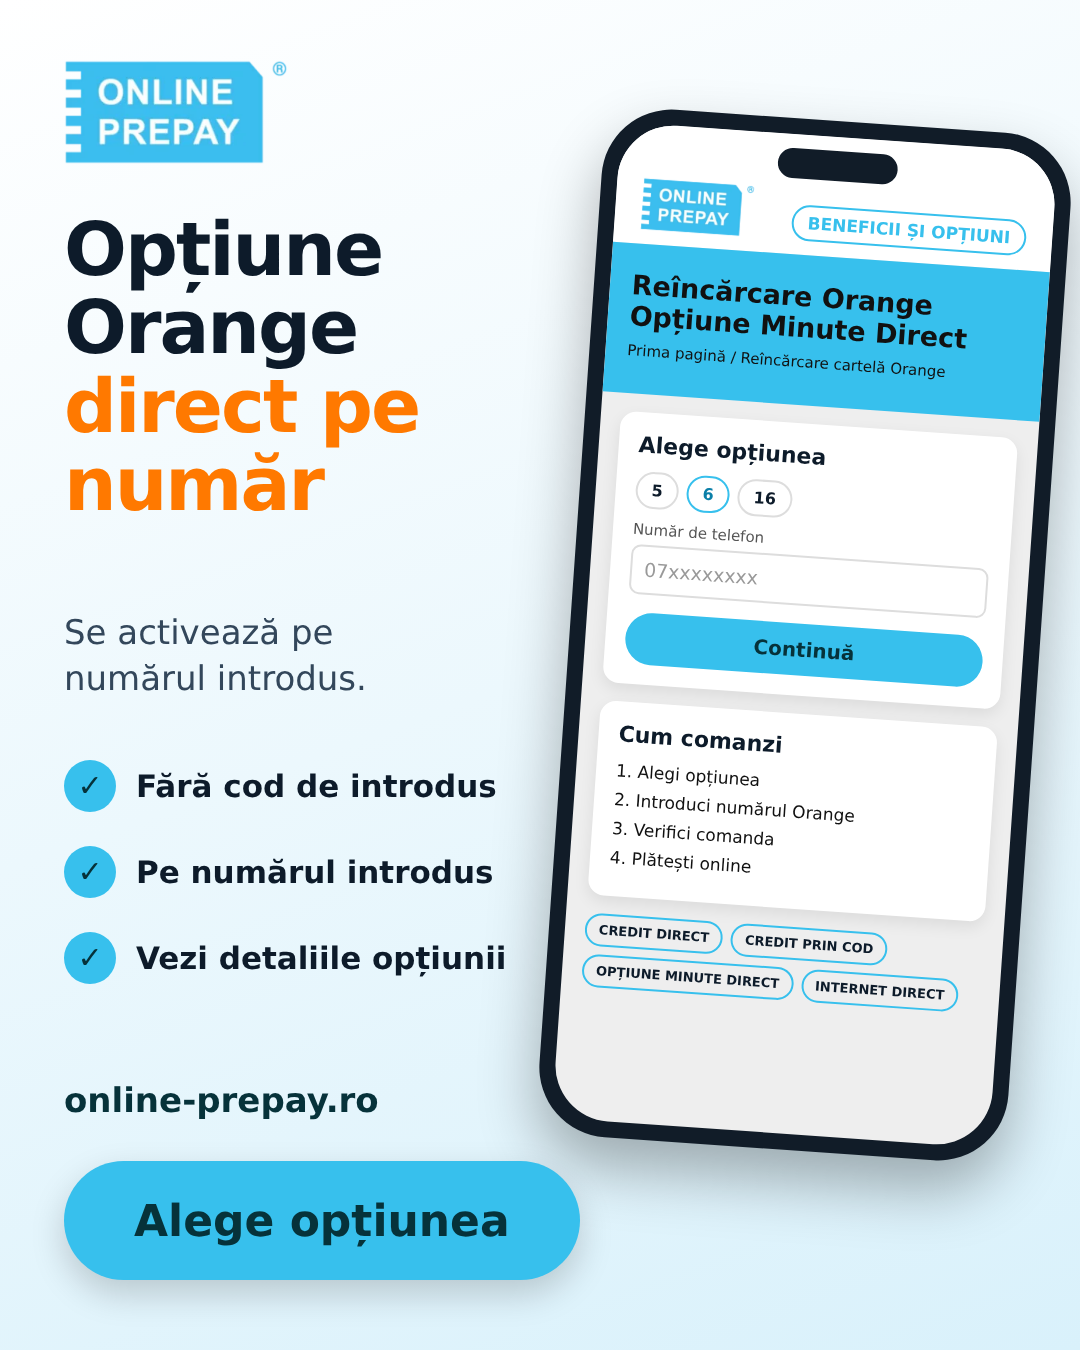 ONLINE
PREPAY
®
Opțiune
Orange
direct pe
număr
Se activează pe
numărul introdus.
✓ Fără cod de introdus
✓ Pe numărul introdus
✓ Vezi detaliile opțiunii
online-prepay.ro
Alege opțiunea
ONLINE
PREPAY
®
BENEFICII ȘI OPȚIUNI
Reîncărcare Orange
Opțiune Minute Direct
Prima pagină / Reîncărcare cartelă Orange
Alege opțiunea
5 6 16
Număr de telefon
07xxxxxxxx
Continuă
Cum comanzi
1. Alegi opțiunea
2. Introduci numărul Orange
3. Verifici comanda
4. Plătești online
CREDIT DIRECT CREDIT PRIN COD
OPȚIUNE MINUTE DIRECT INTERNET DIRECT